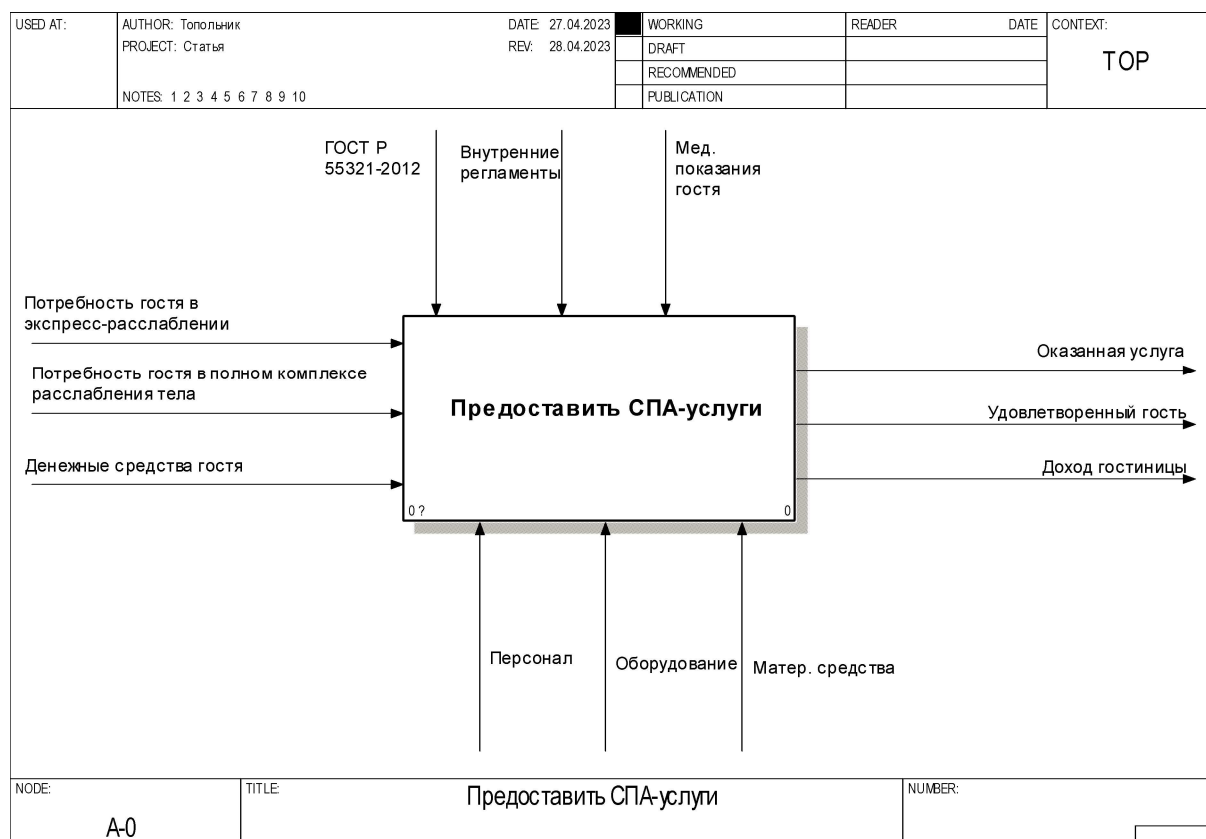 USED AT:
AUTHOR: Топольник
DATE: 27.04.2023
WORKING
READER
DATE
CONTEXT:
PROJECT: Статья
REV: 28.04.2023
DRAFT
TOP
RECOMMENDED
NOTES: 1 2 3 4 5 6 7 8 9 10
PUBLICATION
ГОСТ Р
55321-2012
Внутренние
регламенты
Мед.
показания
гостя
Потребность гостя в
экспресс-расслаблении
Потребность гостя в полном комплексе
расслабления тела
Денежные средства гостя
Предоставить СПА-услуги
0 ?
0
Оказанная услуга
Удовлетворенный гость
Доход гостиницы
Персонал
Оборудование
Матер. средства
NODE:
A-0
TITLE:
Предоставить СПА-услуги
NUMBER: